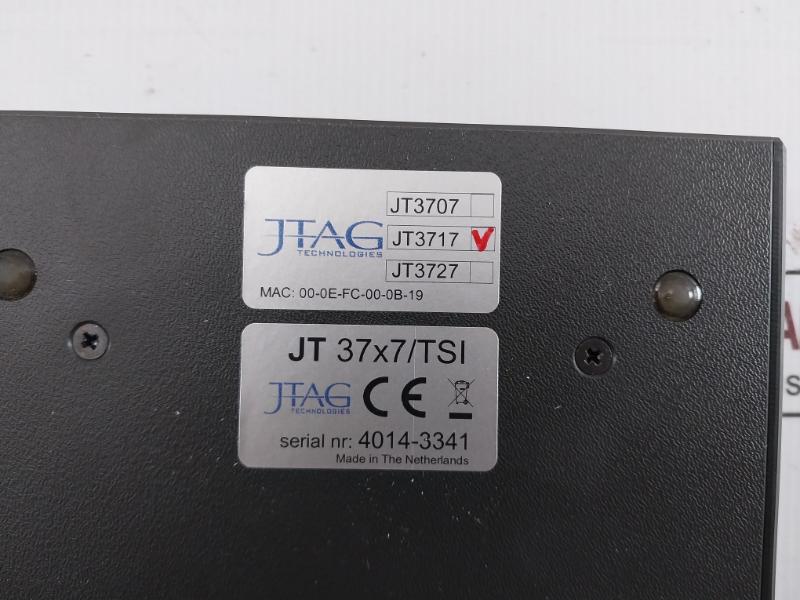 JTAG
TECHNOLOGIES
JT3707
JT3717 V
JT3727
MAC: 00-0E-FC-00-0B-19
JT 37x7/TSI
JTAG
TECHNOLOGIES
CE
serial nr: 4014-3341
Made in The Netherlands